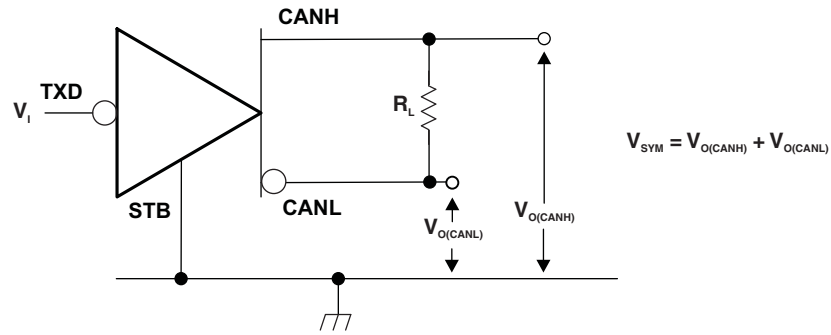 CANH
TXD
V_I
R_L
V_SYM = V_O(CANH) + V_O(CANL)
STB
CANL
V_O(CANL)
V_O(CANH)